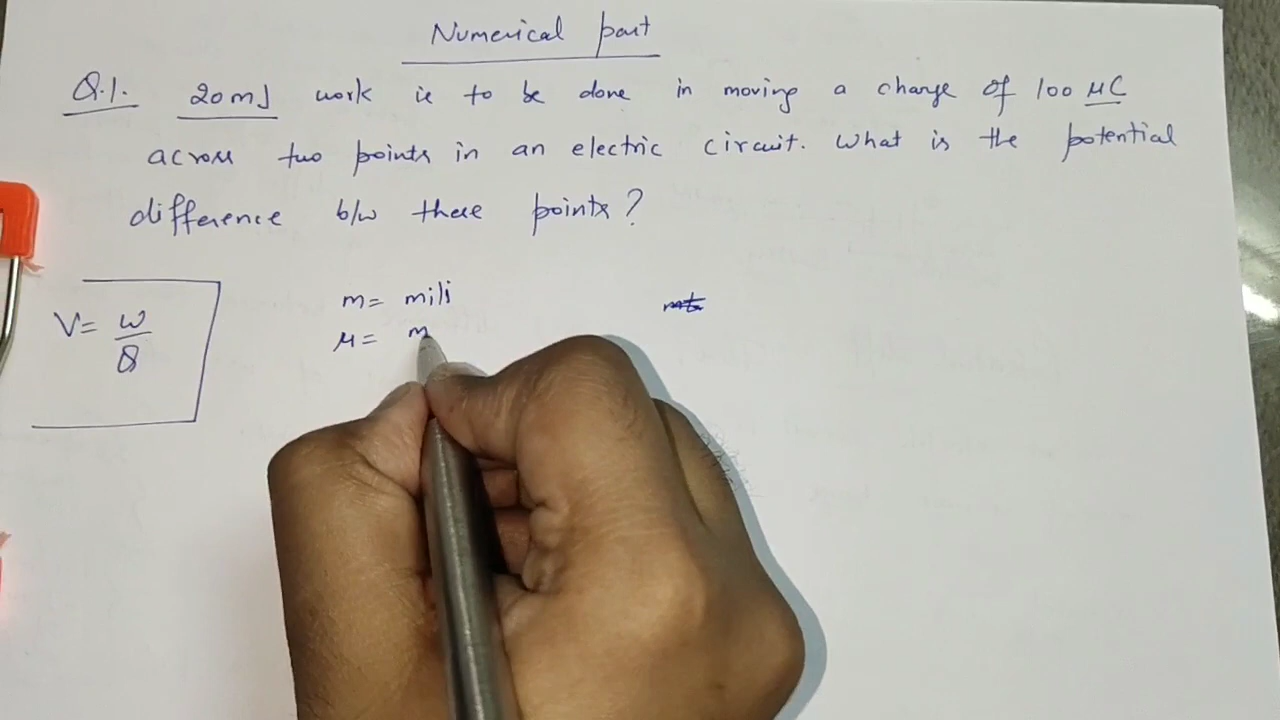 Numerical part
Q.1. 20mJ work is to be done in moving a charge of 100 μC
across two points in an electric circuit. What is the potential
difference b/w these points?
V = W/Q
m = mili
μ = m